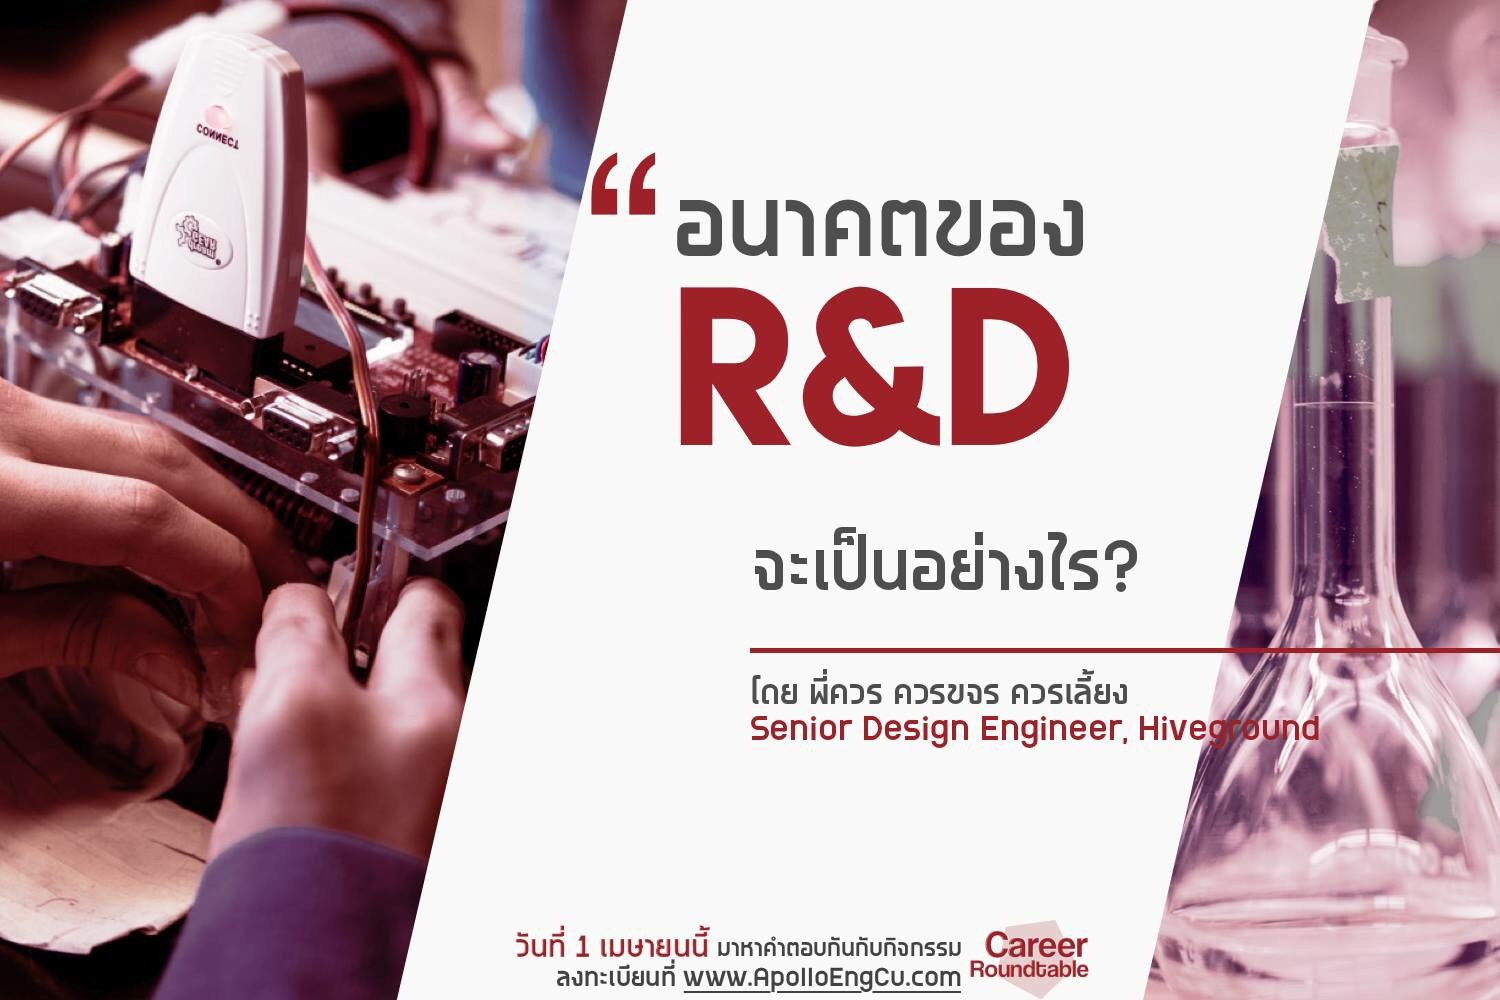 CONNECT
“ อนาคตของ
R&D
จะเป็นอย่างไร?
โดย พี่ควร ควรขจร ควรเลี้ยง
Senior Design Engineer, Hiveground
วันที่ 1 เมษายนนี้ มาหาคำตอบกันกับกิจกรรม
ลงทะเบียนที่ www.ApolloEngCu.com
Career
Roundtable